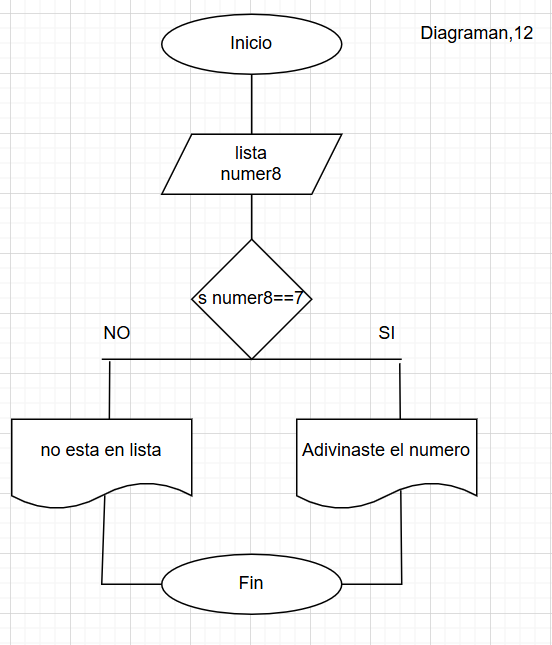 Inicio
Diagraman,12
lista
numer8
s numer8==7
NO
SI
no esta en lista
Adivinaste el numero
Fin